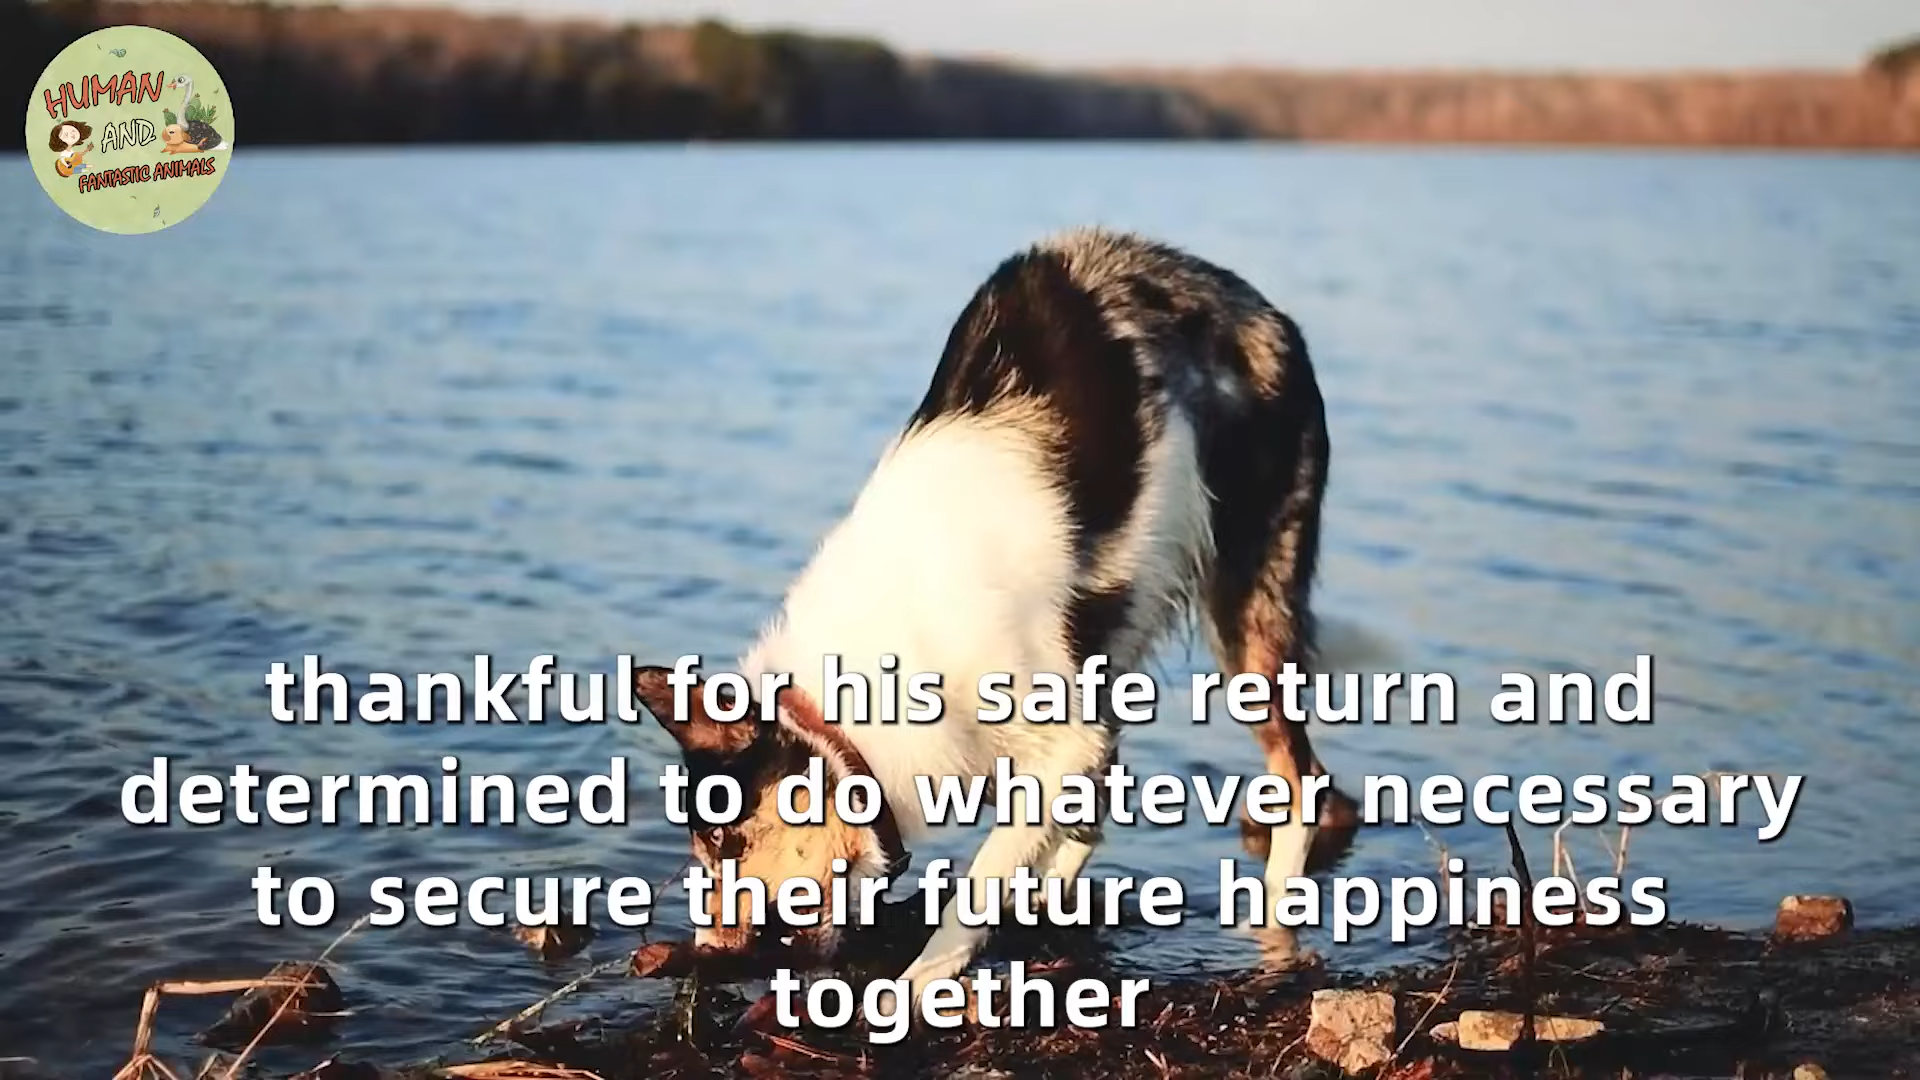 HUMAN
AND
FANTASTIC ANIMALS
thankful for his safe return and
determined to do whatever necessary
to secure their future happiness
together